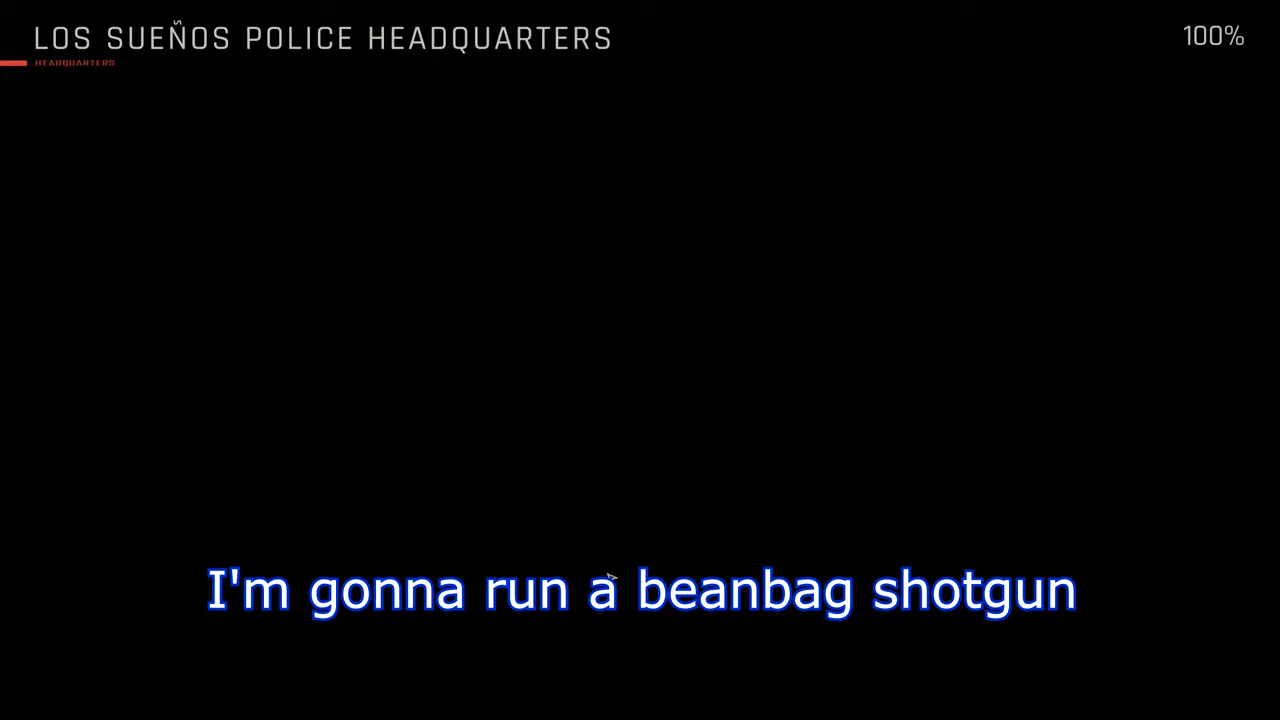 LOS SUEÑOS POLICE HEADQUARTERS
100%
HEADQUARTERS
I'm gonna run a beanbag shotgun